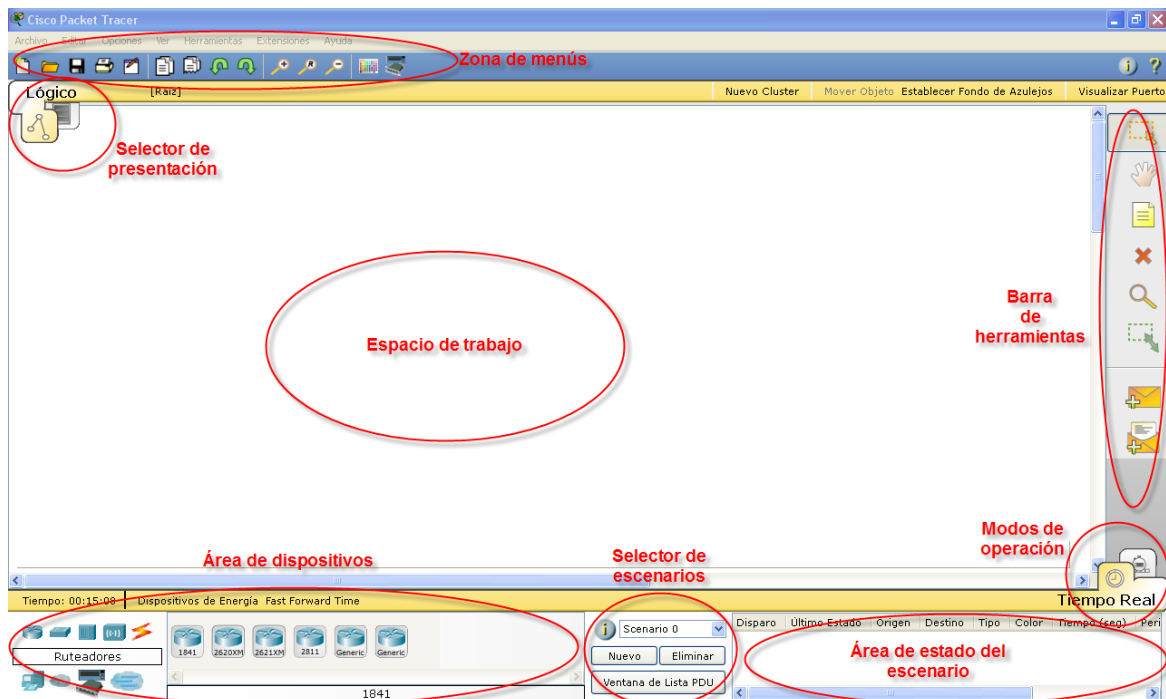 Cisco Packet Tracer
Archivo Editar Opciones Ver Herramientas Extensiones Ayuda
Zona de menús
Lógico
[Raiz]
Nuevo Cluster
Mover Objeto
Establecer Fondo de Azulejos
Visualizar Puerto
Selector de
presentación
Espacio de trabajo
Barra
de
herramientas
Modos de
operación
Área de dispositivos
Selector de
escenarios
Tiempo: 00:15:08
Dispositivos de Energía Fast Forward Time
Tiempo Real
Ruteadores
1841
2620XM
2621XM
2811
Generic
Generic
1841
Scenario 0
Nuevo
Eliminar
Ventana de Lista PDU
Disparo Último Estado Origen Destino Tipo Color Tiempo (seg) Peri
Área de estado del
escenario